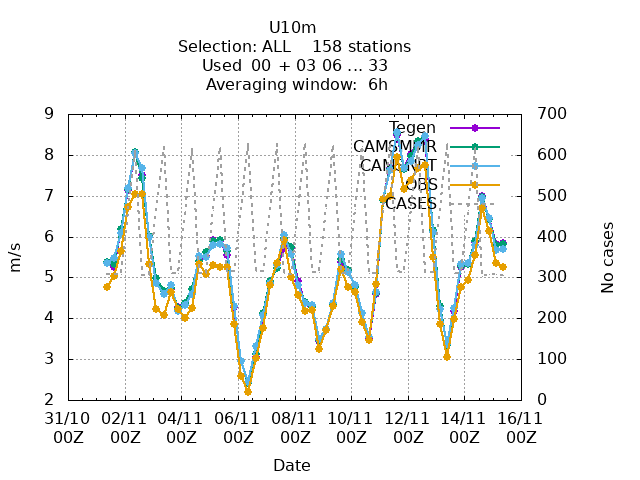 U10m
Selection: ALL    158 stations
Used  00 + 03 06 ... 33
Averaging window:  6h
9 700
Tegen
CAMSMMR
8 600
CAMSNCT
OBS
7 500
CASES
6 400
5 300
4 200
3 100
2 0
m/s
No cases
31/10 02/11 04/11 06/11 08/11 10/11 12/11 14/11 16/11
00Z 00Z 00Z 00Z 00Z 00Z 00Z 00Z 00Z
Date